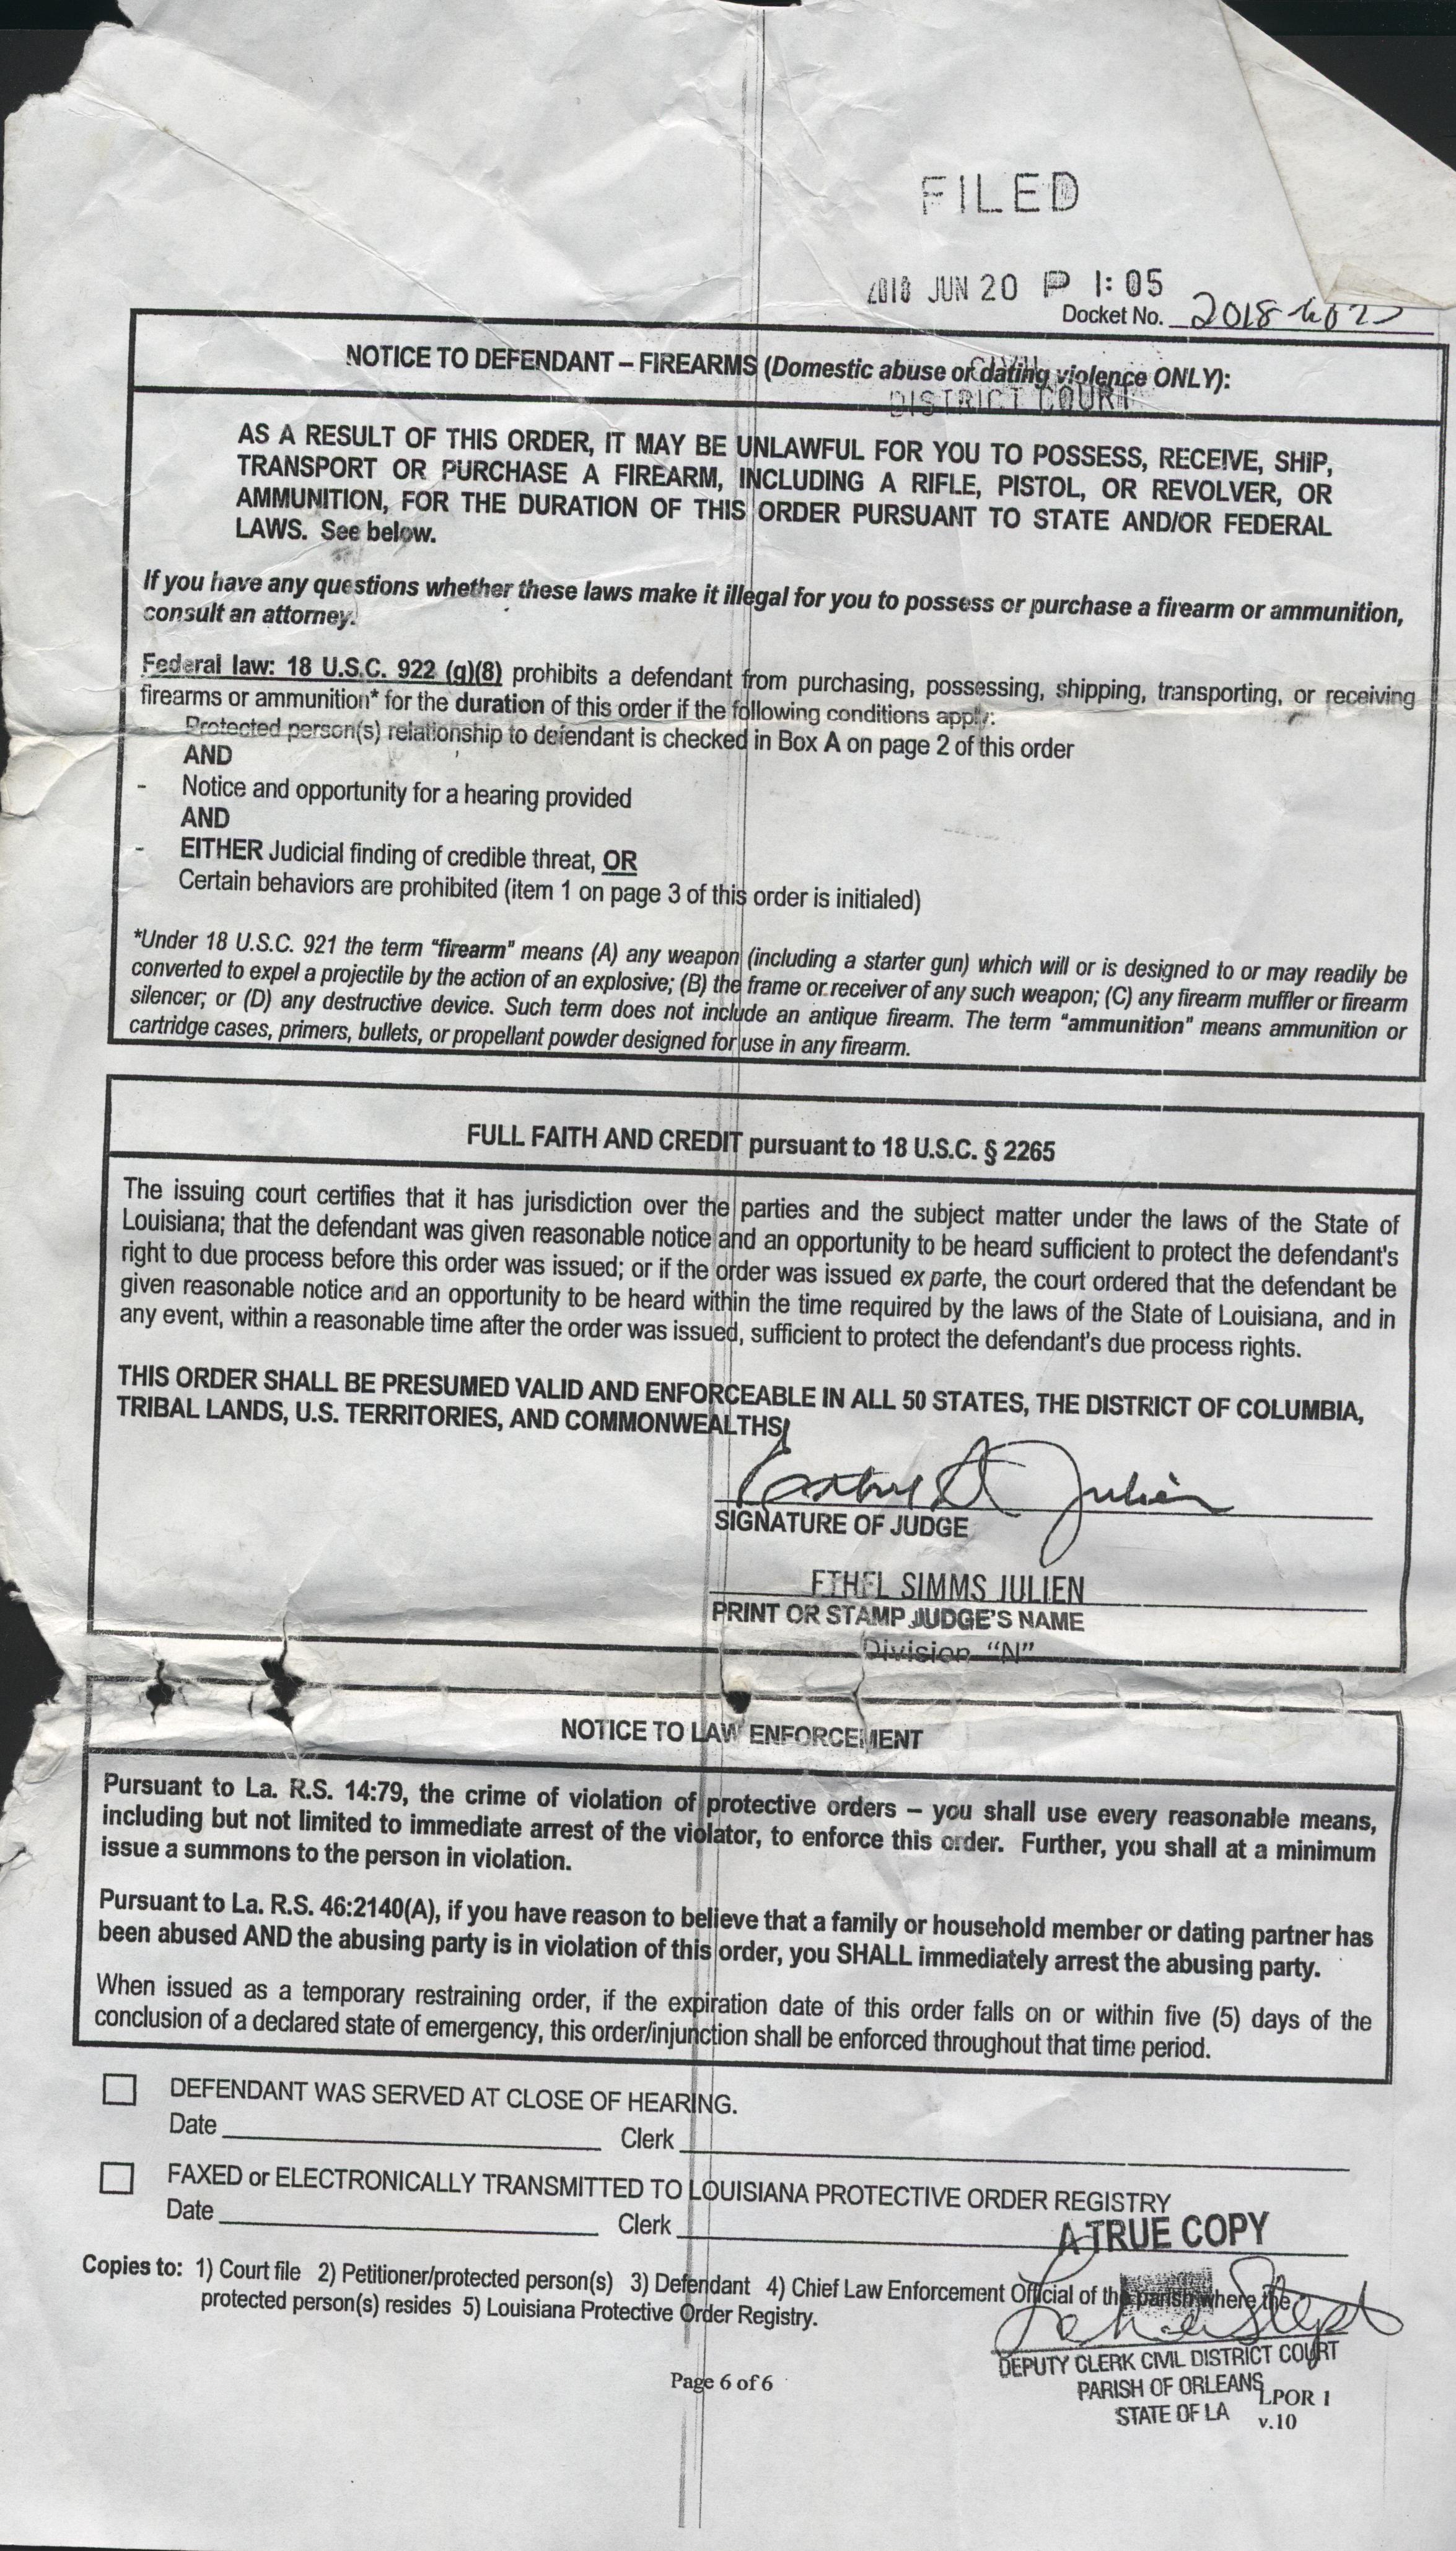 FILED
2018 JUN 20 P 1:05
Docket No.
NOTICE TO DEFENDANT – FIREARMS (Domestic abuse or dating violence ONLY):
CIVIL
DISTRICT COURT
AS A RESULT OF THIS ORDER, IT MAY BE UNLAWFUL FOR YOU TO POSSESS, RECEIVE, SHIP,
TRANSPORT OR PURCHASE A FIREARM, INCLUDING A RIFLE, PISTOL, OR REVOLVER, OR
AMMUNITION, FOR THE DURATION OF THIS ORDER PURSUANT TO STATE AND/OR FEDERAL
LAWS. See below.
If you have any questions whether these laws make it illegal for you to possess or purchase a firearm or ammunition,
consult an attorney.
Federal law: 18 U.S.C. 922 (g)(8) prohibits a defendant from purchasing, possessing, shipping, transporting, or receiving
firearms or ammunition* for the duration of this order if the following conditions apply:
Protected person(s) relationship to defendant is checked in Box A on page 2 of this order
AND
- Notice and opportunity for a hearing provided
AND
- EITHER Judicial finding of credible threat, OR
Certain behaviors are prohibited (item 1 on page 3 of this order is initialed)
*Under 18 U.S.C. 921 the term "firearm" means (A) any weapon (including a starter gun) which will or is designed to or may readily be
converted to expel a projectile by the action of an explosive; (B) the frame or receiver of any such weapon; (C) any firearm muffler or firearm
silencer; or (D) any destructive device. Such term does not include an antique firearm. The term "ammunition" means ammunition or
cartridge cases, primers, bullets, or propellant powder designed for use in any firearm.
FULL FAITH AND CREDIT pursuant to 18 U.S.C. § 2265
The issuing court certifies that it has jurisdiction over the parties and the subject matter under the laws of the State of
Louisiana; that the defendant was given reasonable notice and an opportunity to be heard sufficient to protect the defendant's
right to due process before this order was issued; or if the order was issued ex parte, the court ordered that the defendant be
given reasonable notice and an opportunity to be heard within the time required by the laws of the State of Louisiana, and in
any event, within a reasonable time after the order was issued, sufficient to protect the defendant's due process rights.
THIS ORDER SHALL BE PRESUMED VALID AND ENFORCEABLE IN ALL 50 STATES, THE DISTRICT OF COLUMBIA,
TRIBAL LANDS, U.S. TERRITORIES, AND COMMONWEALTHS
Julien
SIGNATURE OF JUDGE
ETHEL SIMMS JULIEN
PRINT OR STAMP JUDGE'S NAME
Division "N"
NOTICE TO LAW ENFORCEMENT
Pursuant to La. R.S. 14:79, the crime of violation of protective orders – you shall use every reasonable means,
including but not limited to immediate arrest of the violator, to enforce this order. Further, you shall at a minimum
issue a summons to the person in violation.
Pursuant to La. R.S. 46:2140(A), if you have reason to believe that a family or household member or dating partner has
been abused AND the abusing party is in violation of this order, you SHALL immediately arrest the abusing party.
When issued as a temporary restraining order, if the expiration date of this order falls on or within five (5) days of the
conclusion of a declared state of emergency, this order/injunction shall be enforced throughout that time period.
DEFENDANT WAS SERVED AT CLOSE OF HEARING.
Date Clerk
FAXED or ELECTRONICALLY TRANSMITTED TO LOUISIANA PROTECTIVE ORDER REGISTRY
Date Clerk
A TRUE COPY
Copies to: 1) Court file 2) Petitioner/protected person(s) 3) Defendant 4) Chief Law Enforcement Official of the parish where the
protected person(s) resides 5) Louisiana Protective Order Registry.
DEPUTY CLERK CIVIL DISTRICT COURT
PARISH OF ORLEANS
STATE OF LA
Page 6 of 6
LPOR 1
v.10